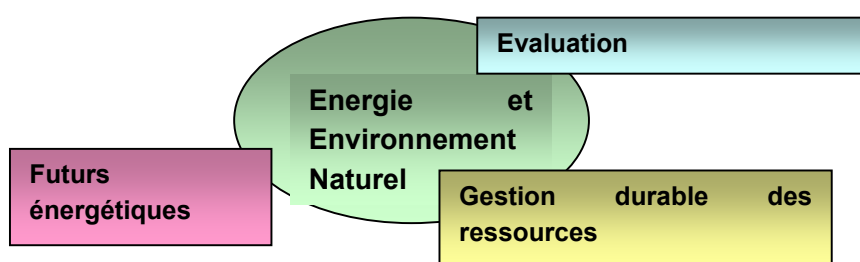 Evaluation
Energie et
Environnement
Naturel
Futurs
énergétiques
Gestion durable des
ressources